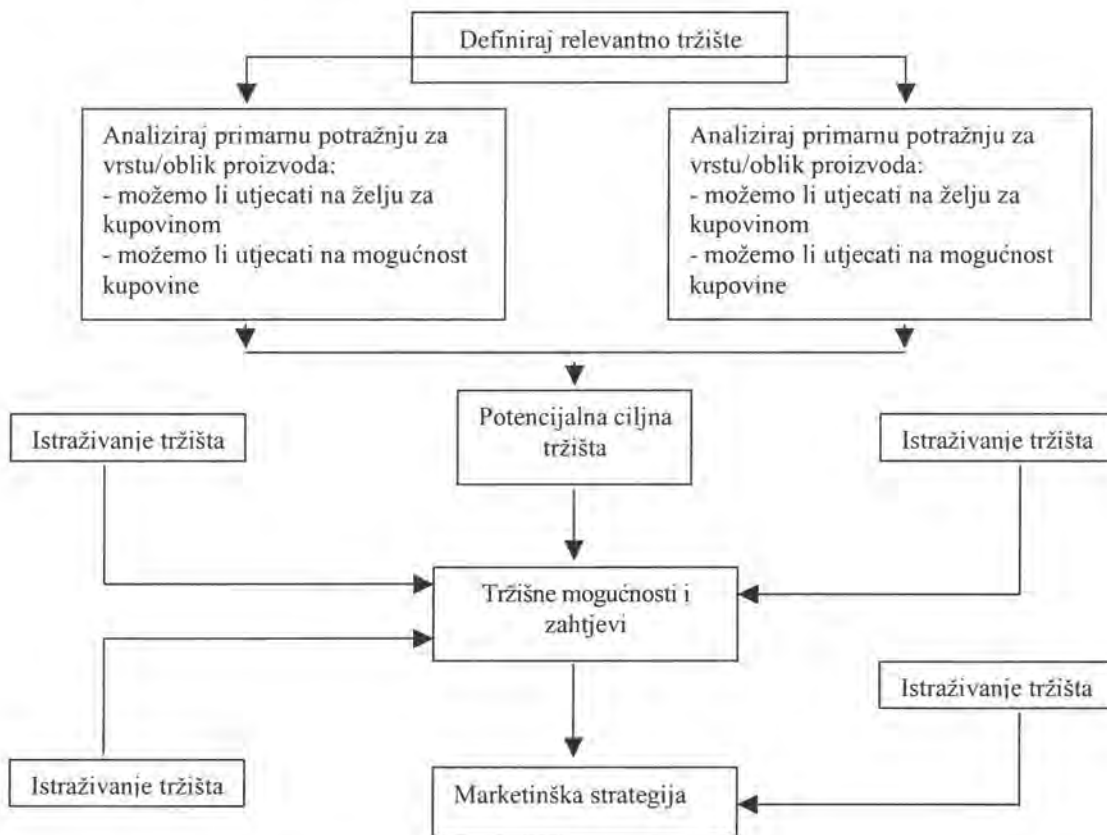 Definiraj relevantno tržište
Analiziraj primarnu potražnju za
vrstu/oblik proizvoda:
- možemo li utjecati na želju za
kupovinom
- možemo li utjecati na mogućnost
kupovine
Analiziraj primarnu potražnju za
vrstu/oblik proizvoda:
- možemo li utjecati na želju za
kupovinom
- možemo li utjecati na mogućnost
kupovine
Potencijalna ciljna
tržišta
Istraživanje tržišta
Istraživanje tržišta
Tržišne mogućnosti i
zahtjevi
Istraživanje tržišta
Istraživanje tržišta
Marketinška strategija